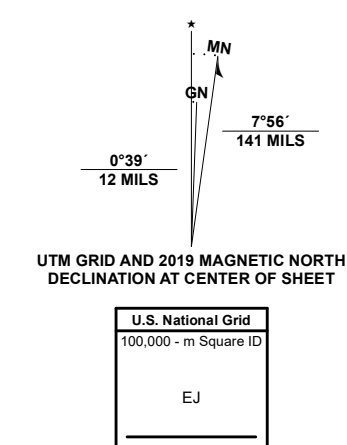 ★
MN
GN
7°56´
141 MILS
0°39´
12 MILS
UTM GRID AND 2019 MAGNETIC NORTH
DECLINATION AT CENTER OF SHEET
U.S. National Grid
100,000 - m Square ID
EJ